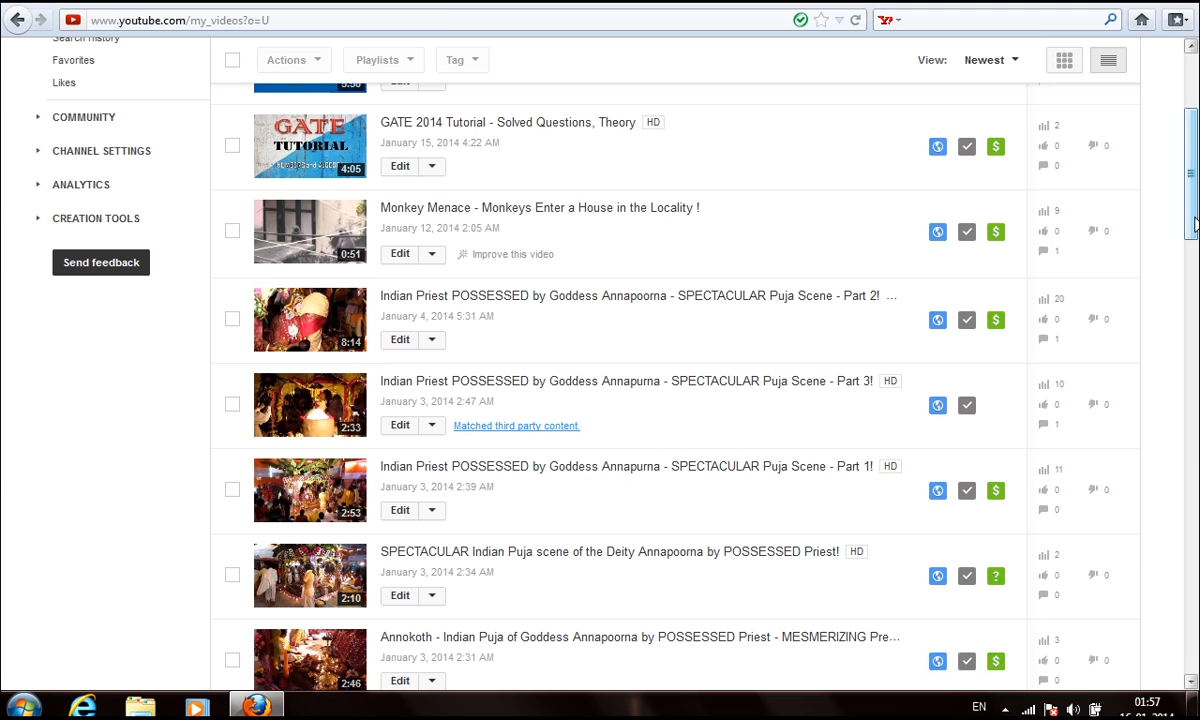 www.youtube.com/my_videos?o=U
Search history
Favorites
Likes
COMMUNITY
CHANNEL SETTINGS
ANALYTICS
CREATION TOOLS
Send feedback
Actions
Playlists
Tag
View:
Newest
Edit
GATE
TUTORIAL
4:05
GATE 2014 Tutorial - Solved Questions, Theory HD
January 15, 2014 4:22 AM
Edit
$
2
0
0
0
0:51
Monkey Menace - Monkeys Enter a House in the Locality !
January 12, 2014 2:05 AM
Edit
Improve this video
$
9
0
0
1
8:14
Indian Priest POSSESSED by Goddess Annapoorna - SPECTACULAR Puja Scene - Part 2! ...
January 4, 2014 5:31 AM
Edit
$
20
0
0
1
2:33
Indian Priest POSSESSED by Goddess Annapurna - SPECTACULAR Puja Scene - Part 3! HD
January 3, 2014 2:47 AM
Edit
Matched third party content.
10
0
0
1
2:53
Indian Priest POSSESSED by Goddess Annapurna - SPECTACULAR Puja Scene - Part 1! HD
January 3, 2014 2:39 AM
Edit
$
11
0
0
0
2:10
SPECTACULAR Indian Puja scene of the Deity Annapoorna by POSSESSED Priest! HD
January 3, 2014 2:34 AM
Edit
?
2
0
0
0
2:46
Annokoth - Indian Puja of Goddess Annapoorna by POSSESSED Priest - MESMERIZING Pre...
January 3, 2014 2:31 AM
Edit
$
3
0
0
0
EN
01:57